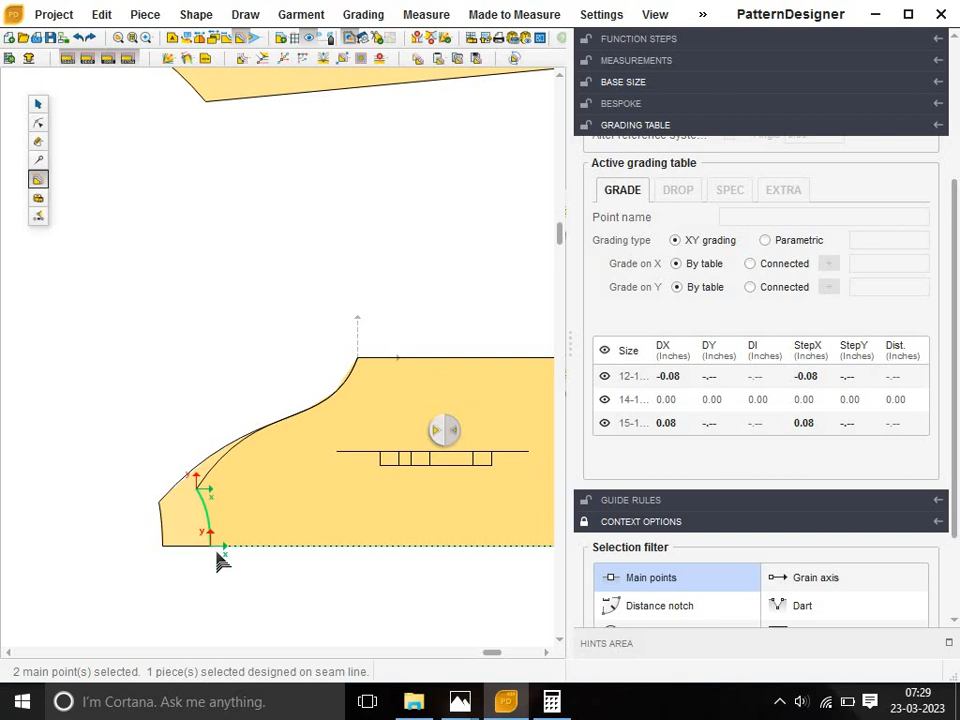 Project Edit Piece Shape Draw Garment Grading Measure Made to Measure Settings View » PatternDesigner
FUNCTION STEPS
MEASUREMENTS
BASE SIZE
BESPOKE
GRADING TABLE
Active grading table
GRADE DROP SPEC EXTRA
Point name
Grading type XY grading Parametric
Grade on X By table Connected
Grade on Y By table Connected
Size DX (Inches) DY (Inches) DI (Inches) StepX (Inches) StepY (Inches) Dist. (Inches)
12-1... -0.08 -.-- -.-- -0.08 -.-- -.--
14-1... 0.00 0.00 0.00 0.00 0.00 0.00
15-1... 0.08 -.-- -.-- 0.08 -.-- -.--
y x
y x
GUIDE RULES
CONTEXT OPTIONS
Selection filter
Main points Grain axis
Distance notch Dart
HINTS AREA
2 main point(s) selected. 1 piece(s) selected designed on seam line.
I'm Cortana. Ask me anything.
07:29
23-03-2023